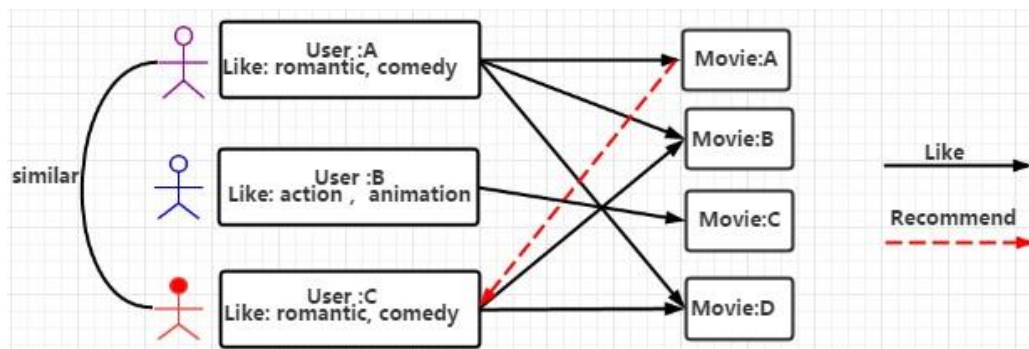 User :A
Like: romantic, comedy
Movie:A
Movie:B
Like
similar
User :B
Like: action , animation
Movie:C
Recommend
User :C
Like: romantic, comedy
Movie:D